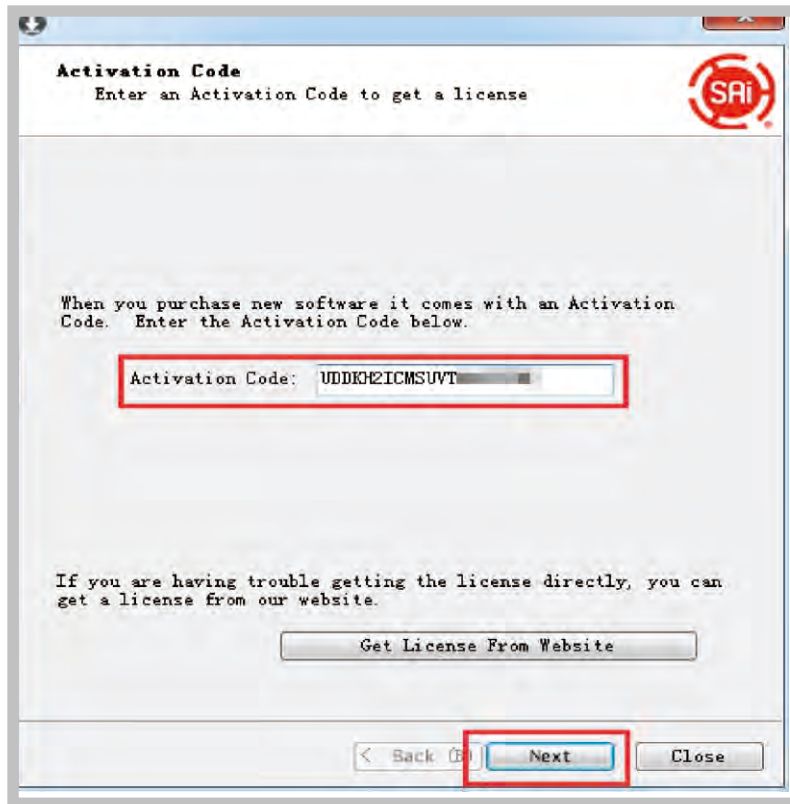 Activation Code
Enter an Activation Code to get a license
SAi
When you purchase new software it comes with an Activation
Code. Enter the Activation Code below.
Activation Code: UDDKH2ICMSUVT
If you are having trouble getting the license directly, you can
get a license from our website.
Get License From Website
< Back (B) Next Close